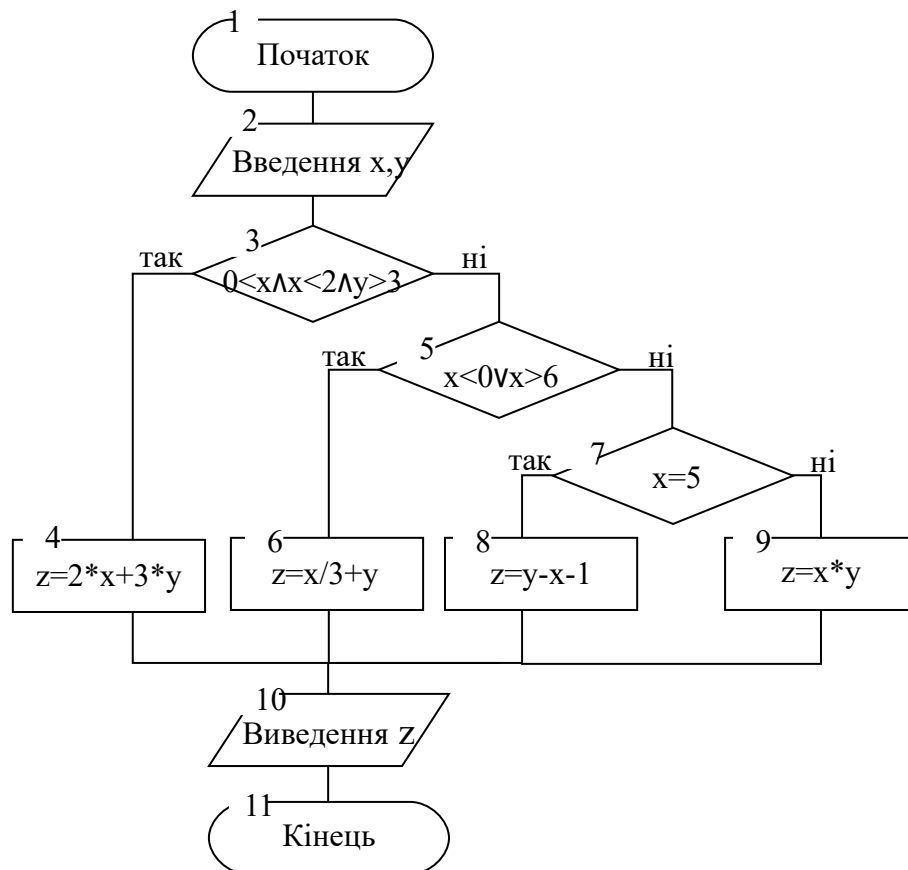 1
Початок
2
Введення x,y
3
так
ні
0<x∧x<2∧y>3
5
так
ні
x<0∨x>6
7
так
ні
x=5
4
z=2*x+3*y
6
z=x/3+y
8
z=y-x-1
9
z=x*y
10
Виведення z
11
Кінець